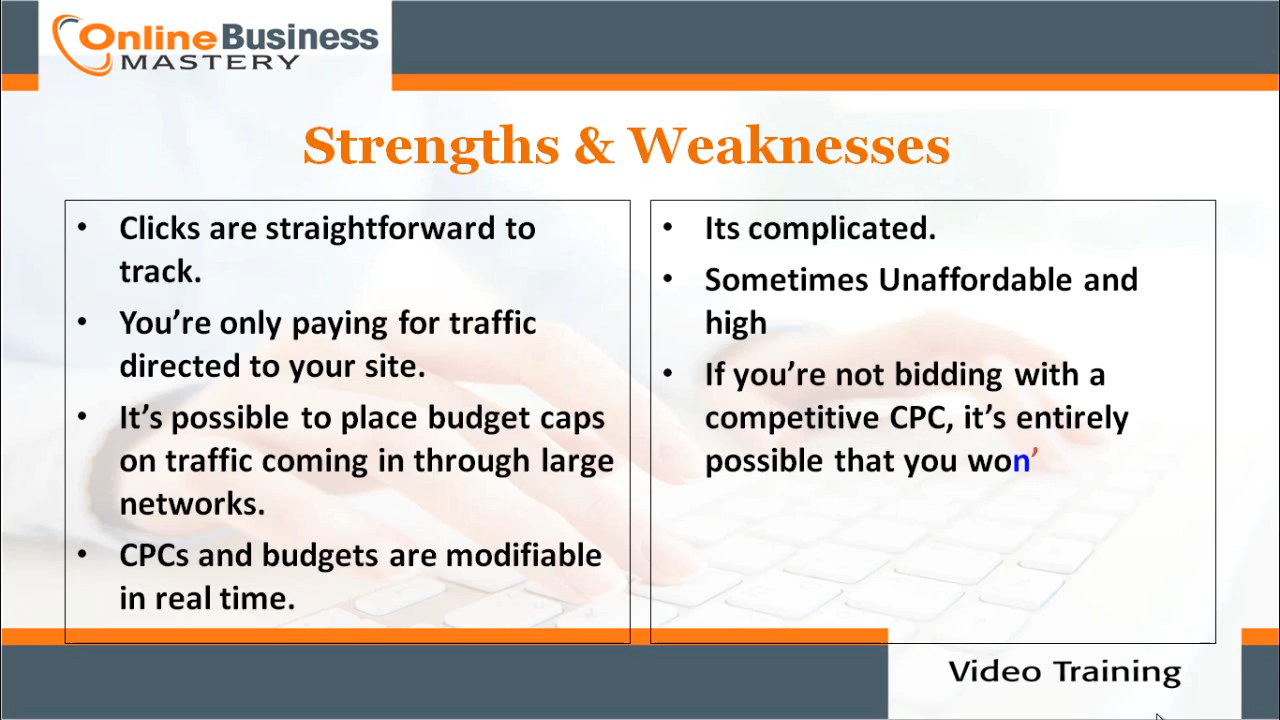 Online Business
MASTERY
Strengths & Weaknesses
• Clicks are straightforward to
track.
• You’re only paying for traffic
directed to your site.
• It’s possible to place budget caps
on traffic coming in through large
networks.
• CPCs and budgets are modifiable
in real time.
• Its complicated.
• Sometimes Unaffordable and
high
• If you’re not bidding with a
competitive CPC, it’s entirely
possible that you won’
Video Training